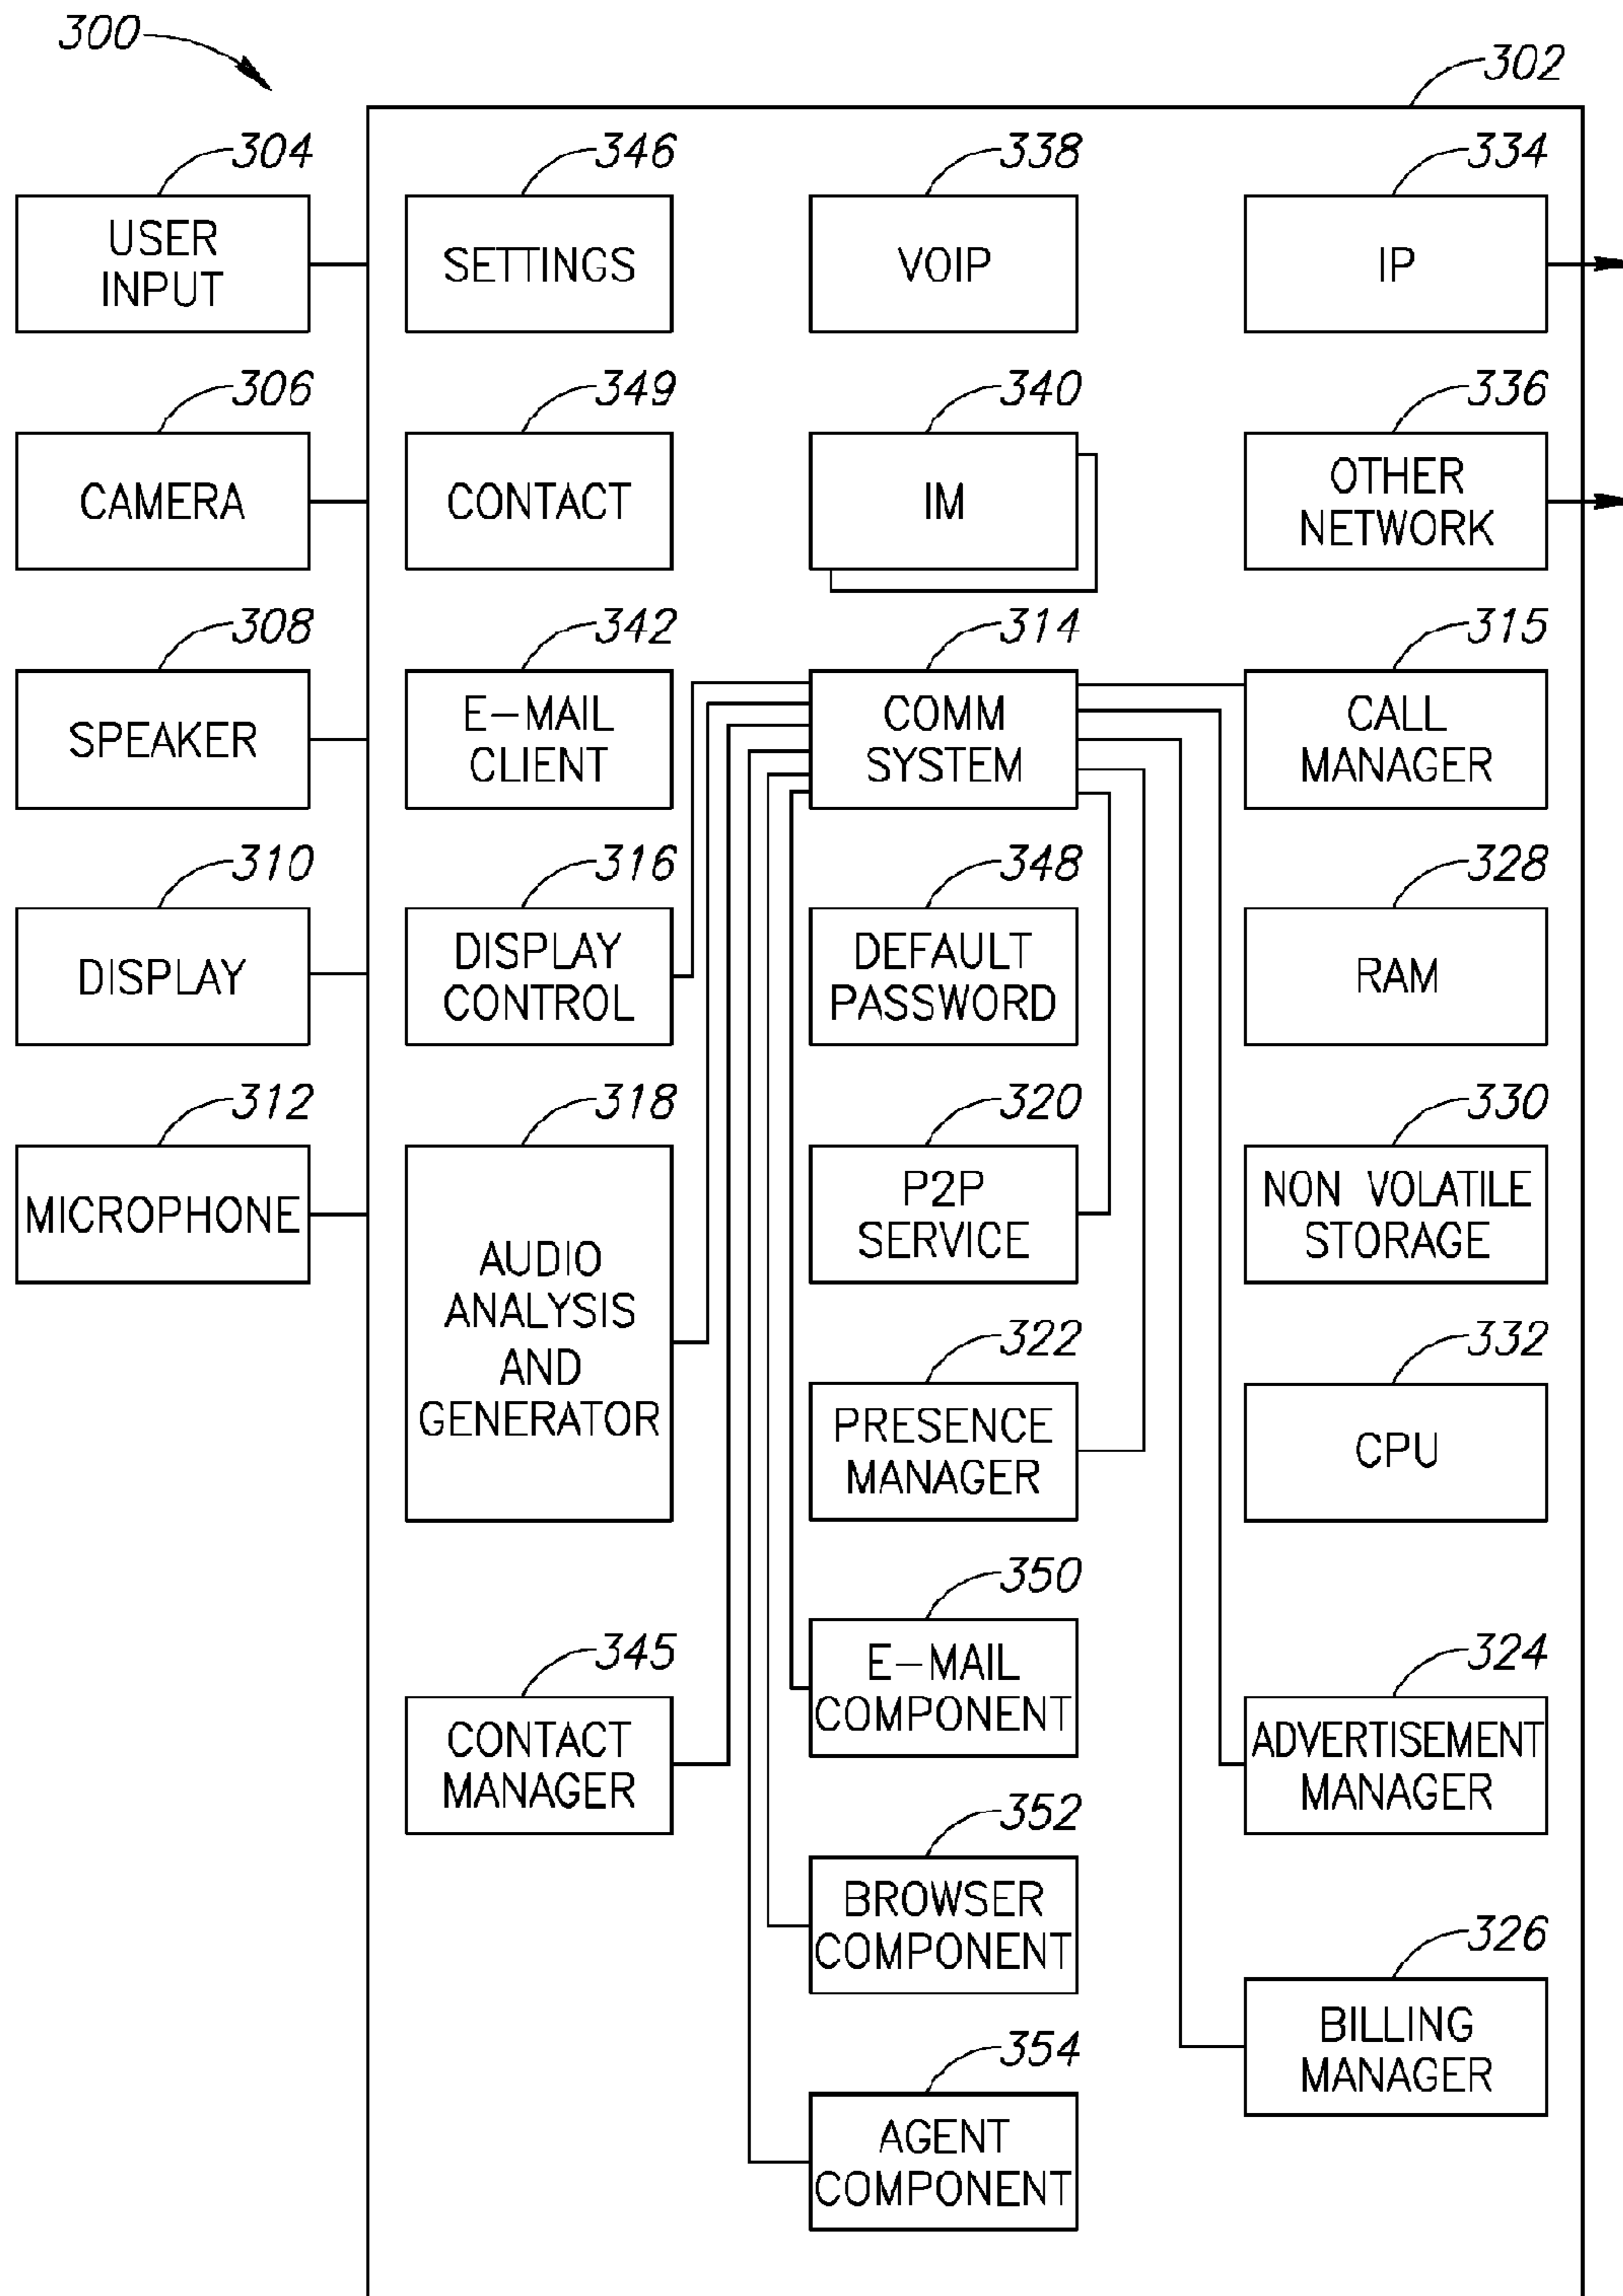 300
302
304
346
338
334
USER
INPUT
SETTINGS
VOIP
IP
306
349
340
336
CAMERA
CONTACT
IM
OTHER
NETWORK
308
342
314
315
SPEAKER
E-MAIL
CLIENT
COMM
SYSTEM
CALL
MANAGER
310
316
348
328
DISPLAY
DISPLAY
CONTROL
DEFAULT
PASSWORD
RAM
312
318
320
330
MICROPHONE
AUDIO
ANALYSIS
AND
GENERATOR
P2P
SERVICE
NON VOLATILE
STORAGE
322
332
PRESENCE
MANAGER
CPU
350
345
324
E-MAIL
COMPONENT
CONTACT
MANAGER
ADVERTISEMENT
MANAGER
352
BROWSER
COMPONENT
326
BILLING
MANAGER
354
AGENT
COMPONENT